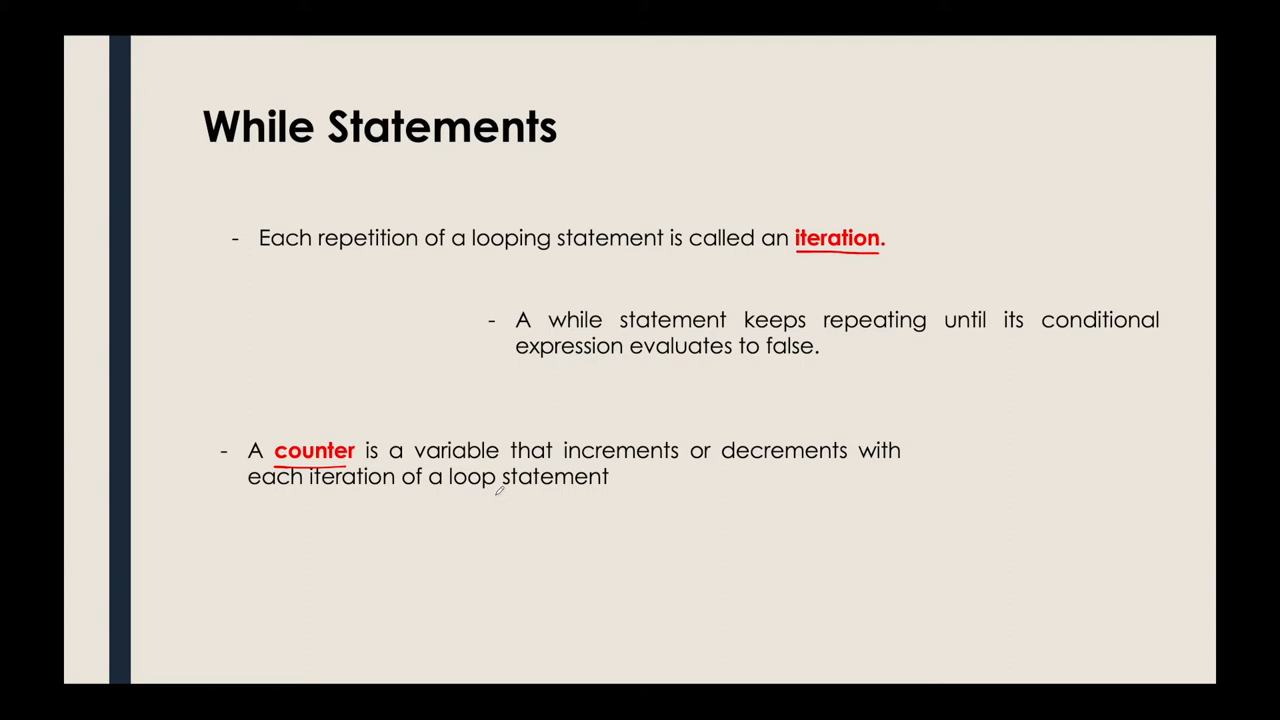 While Statements
- Each repetition of a looping statement is called an iteration.
- A while statement keeps repeating until its conditional
expression evaluates to false.
- A counter is a variable that increments or decrements with
each iteration of a loop statement